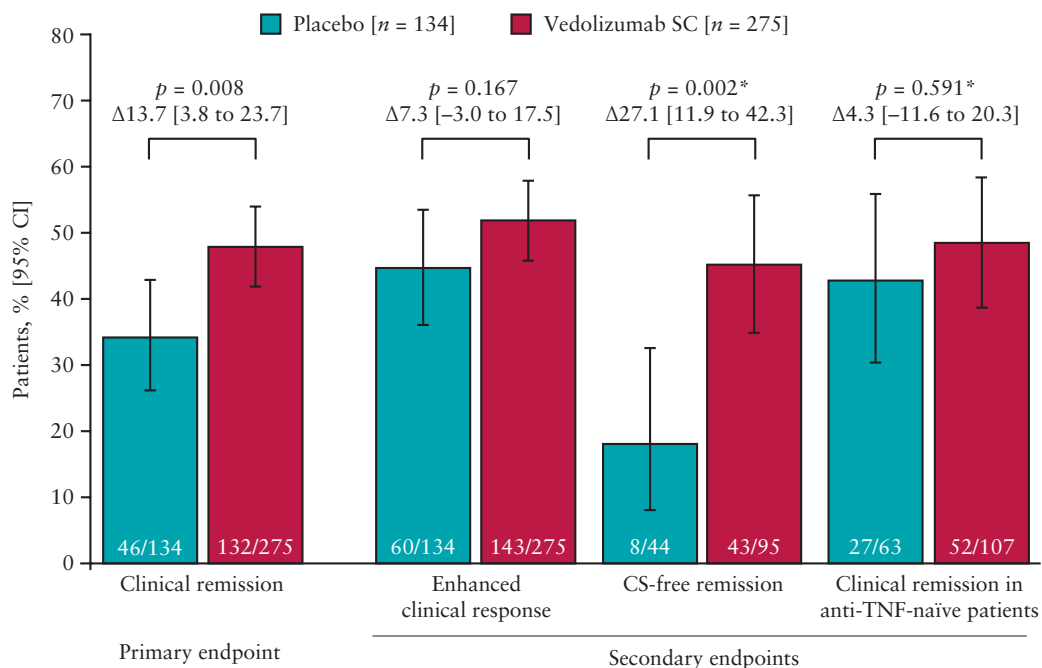 Placebo [n = 134] Vedolizumab SC [n = 275]
p = 0.008
Δ13.7 [3.8 to 23.7]
p = 0.167
Δ7.3 [–3.0 to 17.5]
p = 0.002*
Δ27.1 [11.9 to 42.3]
p = 0.591*
Δ4.3 [–11.6 to 20.3]
Patients, % [95% CI]
80
70
60
50
40
30
20
10
0
46/134 132/275 60/134 143/275 8/44 43/95 27/63 52/107
Clinical remission
Enhanced
clinical response
CS-free remission
Clinical remission in
anti-TNF-naïve patients
Primary endpoint
Secondary endpoints